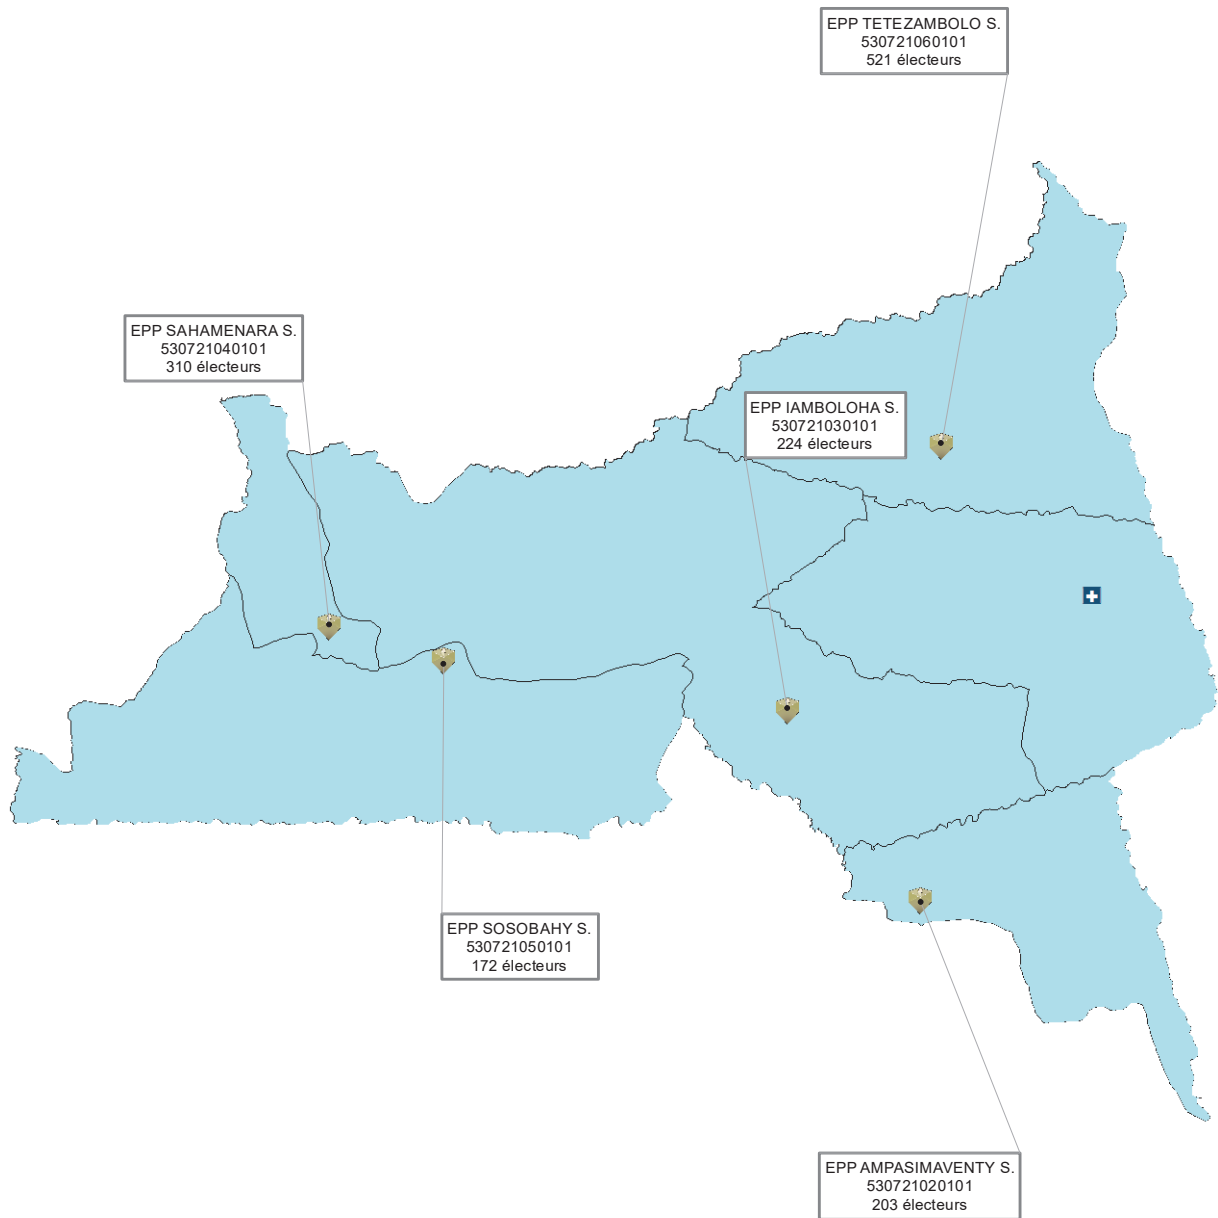 EPP TETEZAMBOLO S.
530721060101
521 électeurs
EPP SAHAMENARA S.
530721040101
310 électeurs
EPP IAMBOLOHA S.
530721030101
224 électeurs
EPP SOSOBAHY S.
530721050101
172 électeurs
EPP AMPASIMAVENTY S.
530721020101
203 électeurs